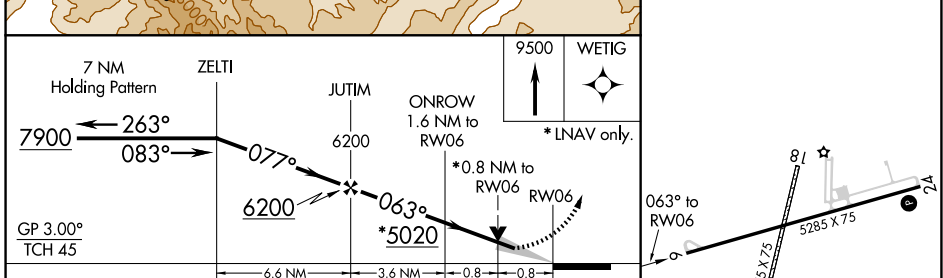 7 NM
Holding Pattern
ZELTI
JUTIM
6200
ONROW
1.6 NM to
RW06
9500
WETIG
*LNAV only.
7900
263°
083°
077°
6200
063°
*5020
*0.8 NM to
RW06
RW06
GP 3.00°
TCH 45
6.6 NM
3.6 NM
0.8
0.8
063° to
RW06
6
18
24
P
5285 X 75
5 X 75